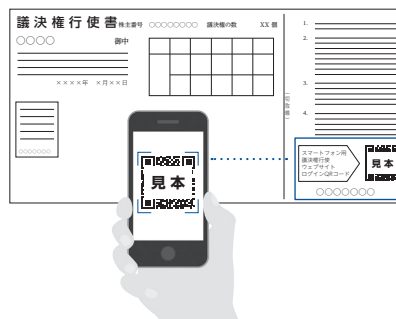 議決権行使書 株主番号 ○○○○○○○○ 議決権の数 XX 個
○○○○ 御中
××××年 ×月××日
○○○○○○○
1.
2.
3.
4.
見本
スマートフォン用
議決権行使
ウェブサイト
ログインQRコード
見本
○○○○○○○